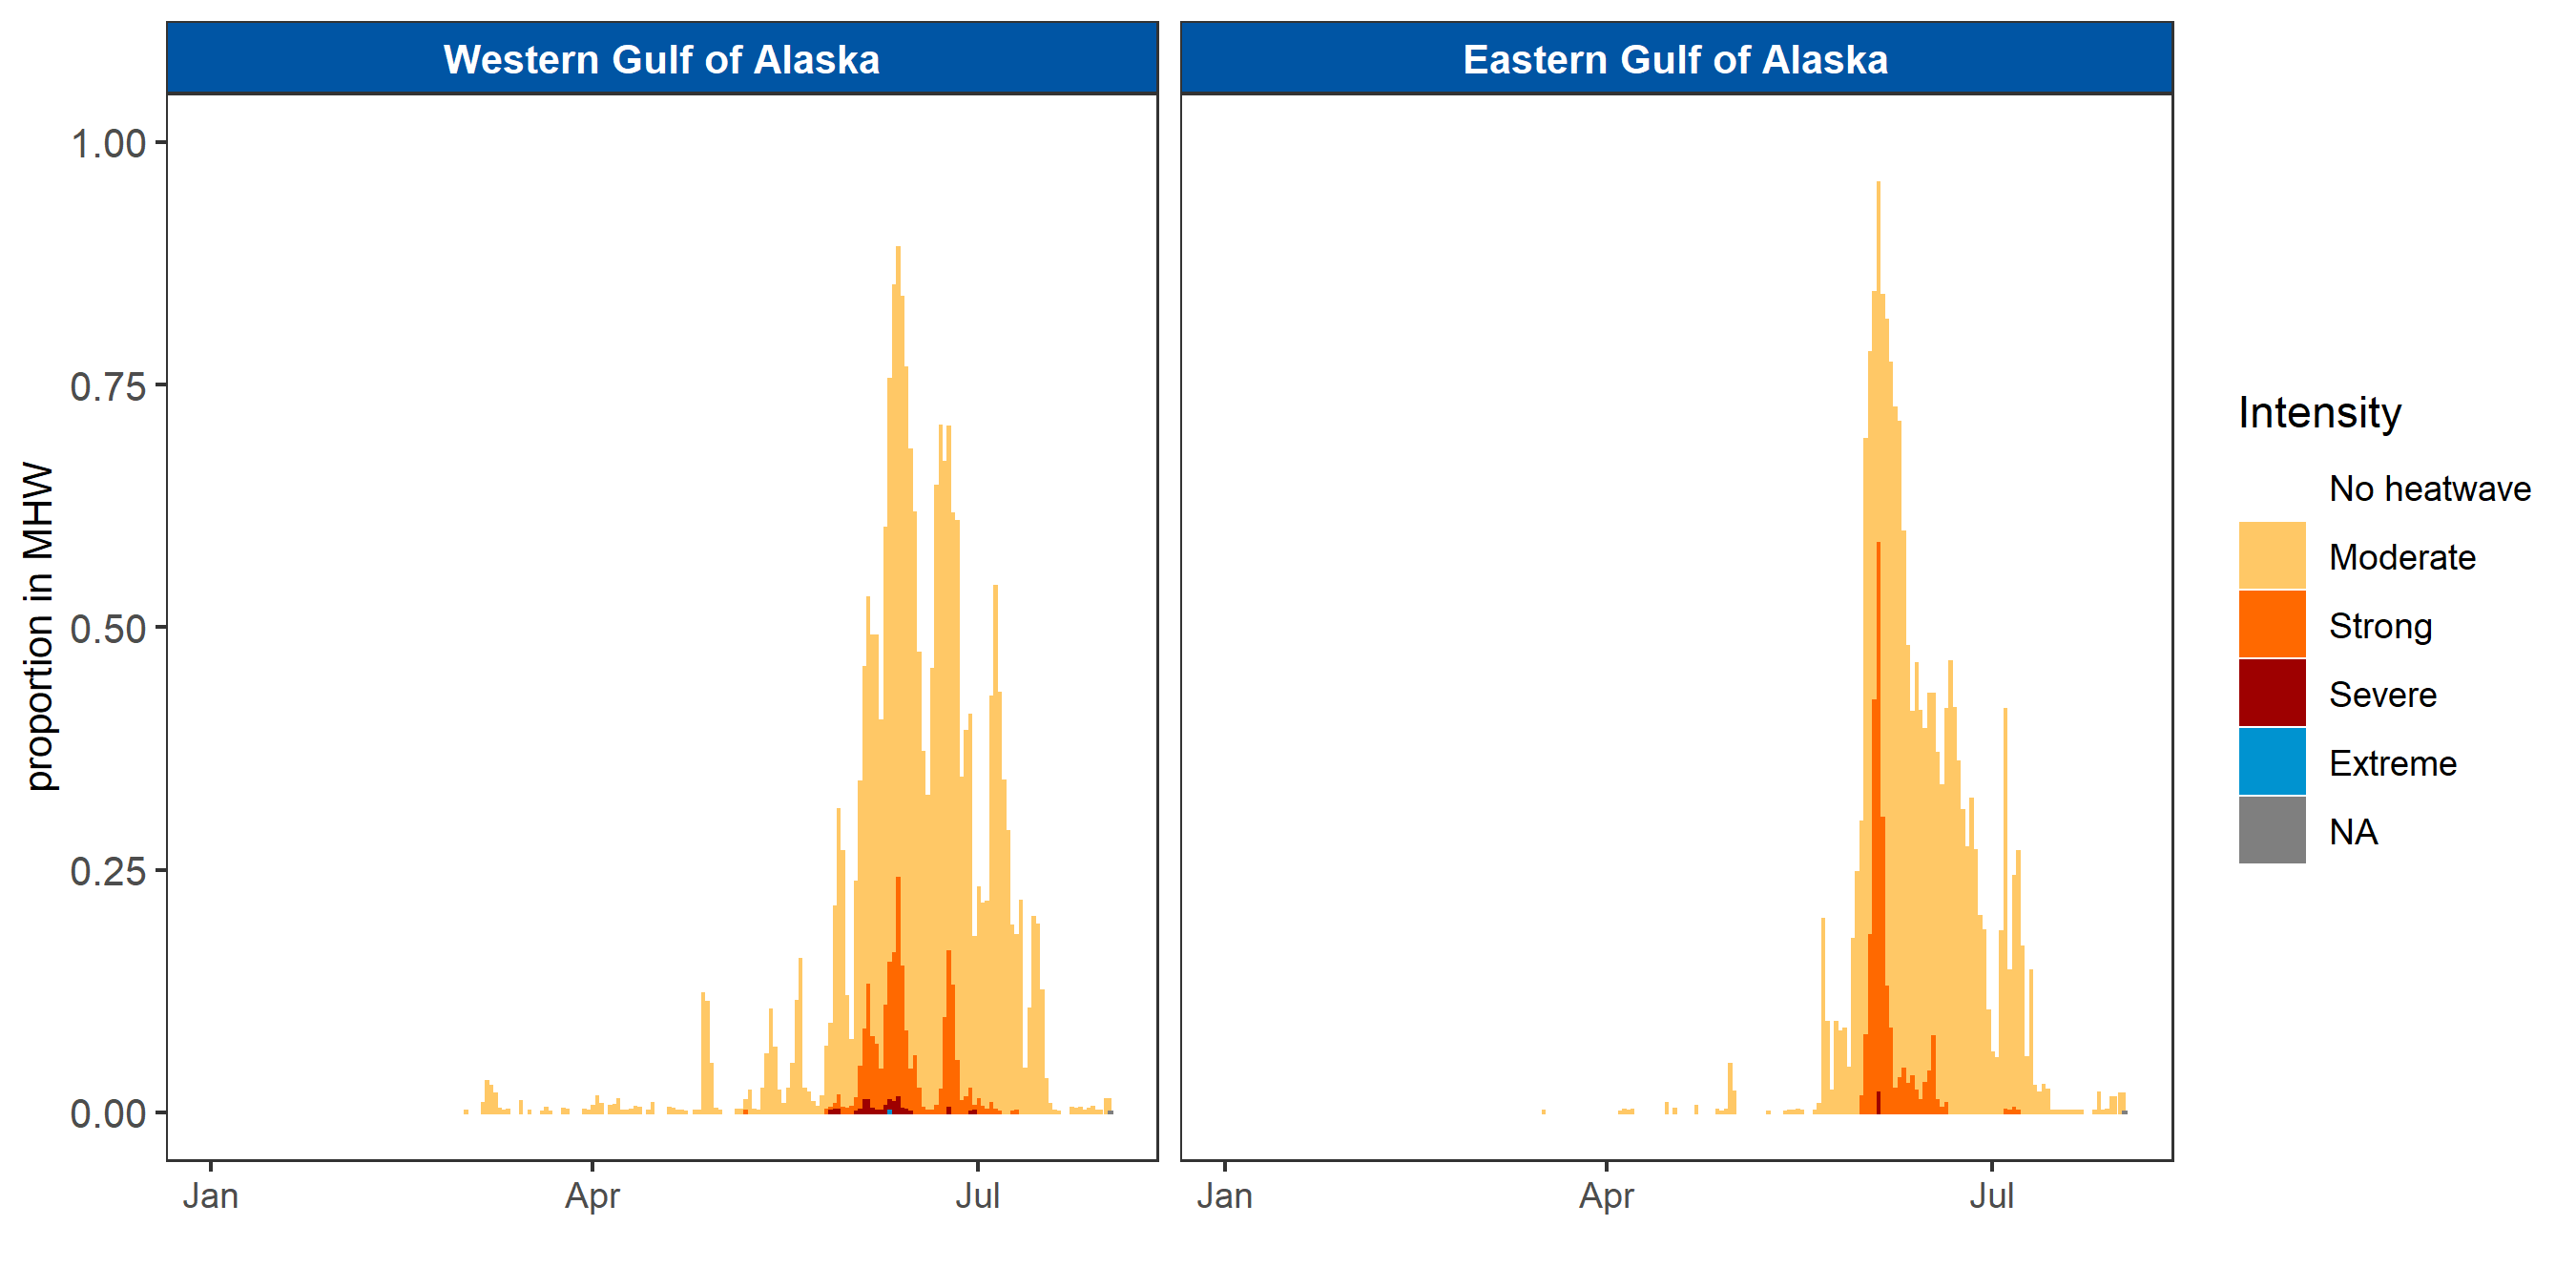 Western Gulf of Alaska
Eastern Gulf of Alaska
1.00
0.75
0.50
0.25
0.00
proportion in MHW
Jan
Apr
Jul
Jan
Apr
Jul
Intensity
No heatwave
Moderate
Strong
Severe
Extreme
NA